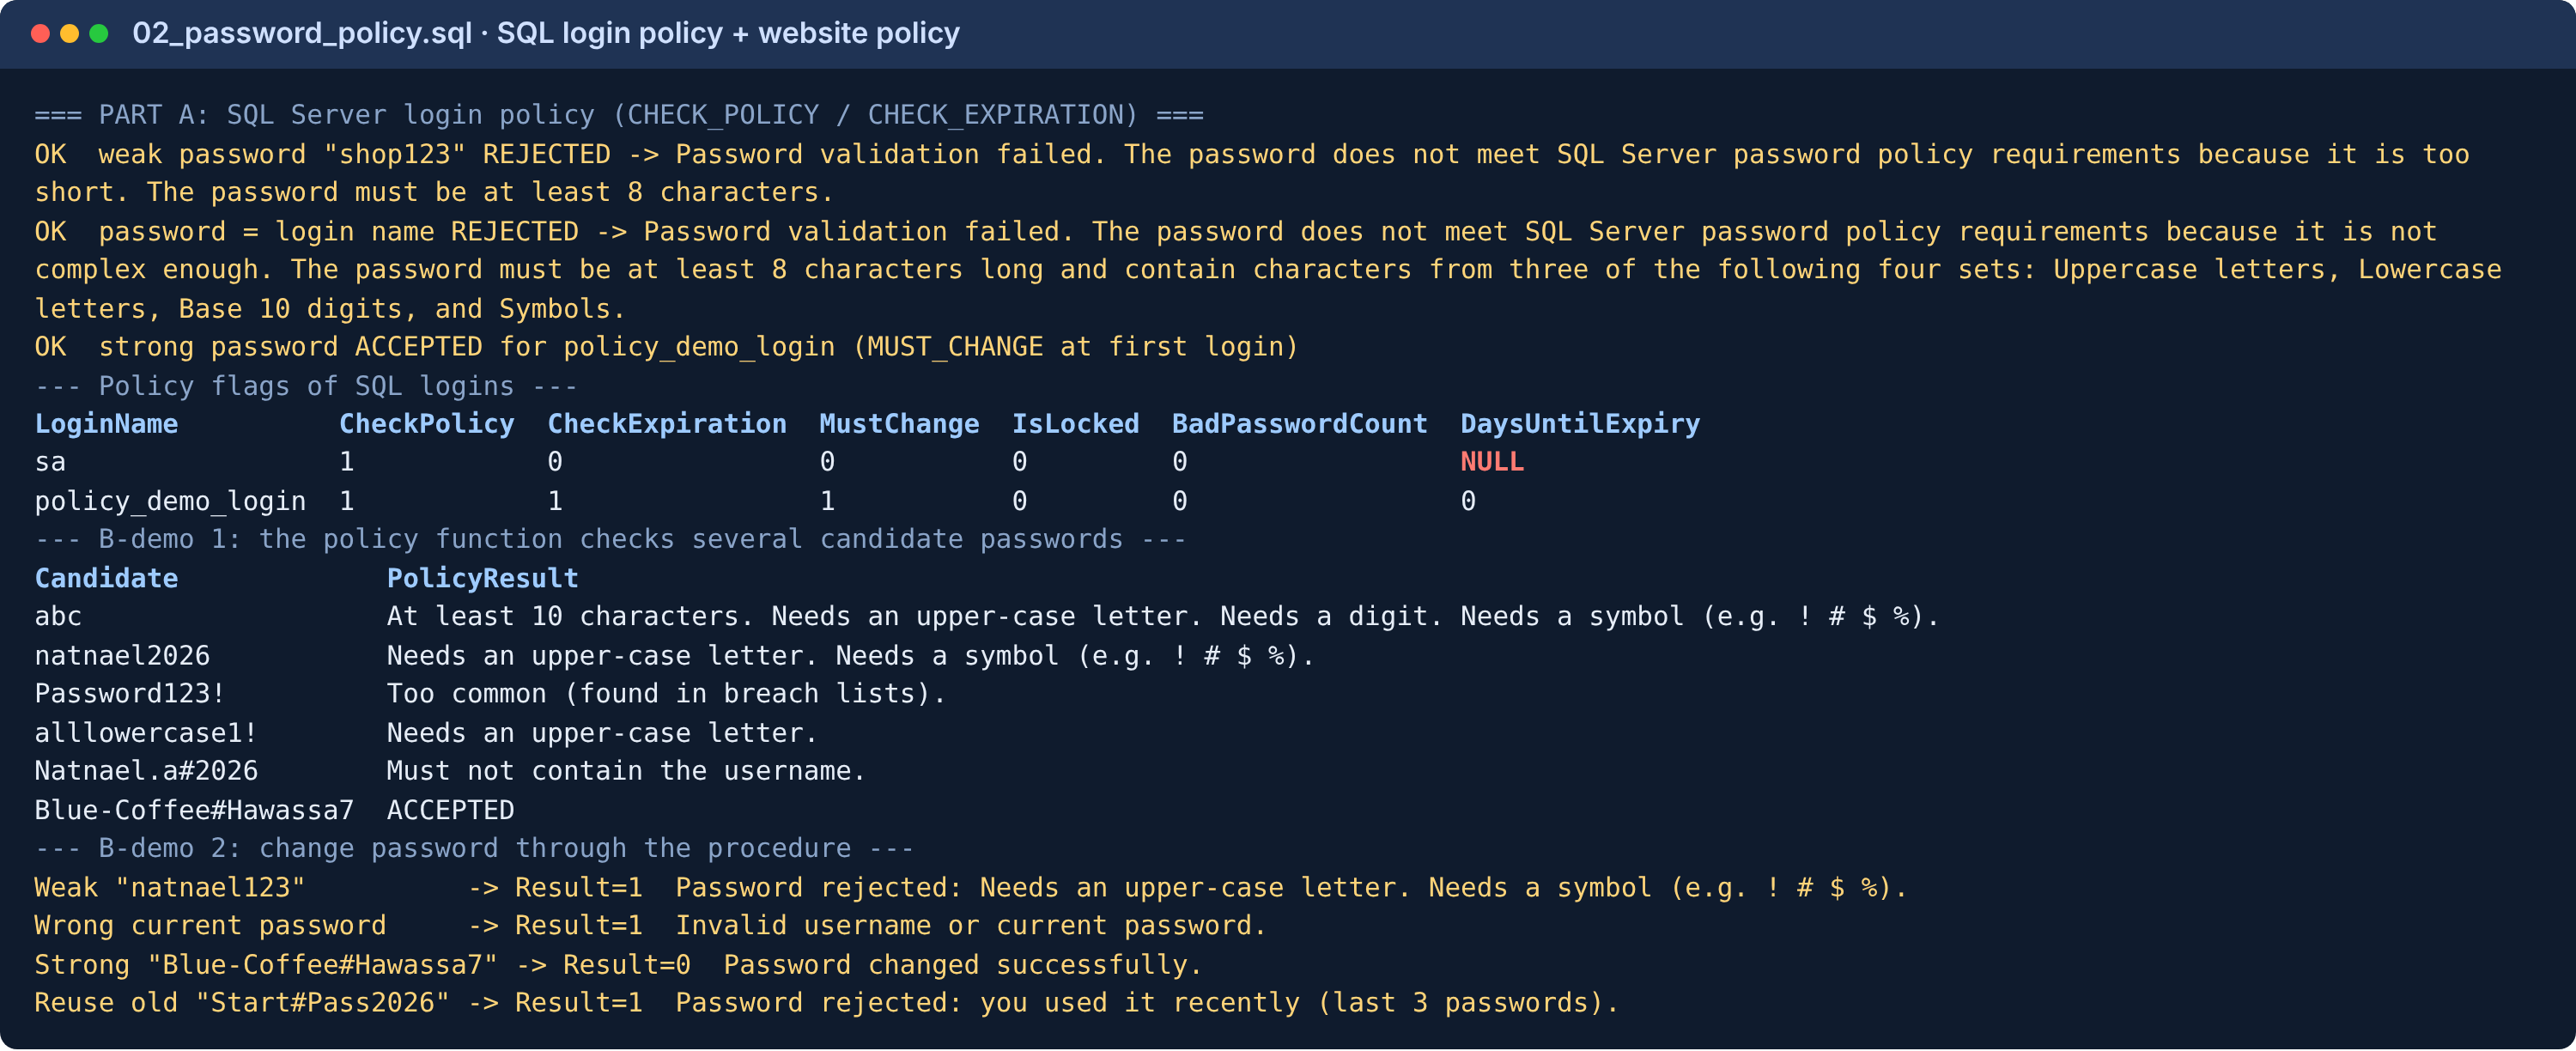 02_password_policy.sql · SQL login policy + website policy
=== PART A: SQL Server login policy (CHECK_POLICY / CHECK_EXPIRATION) ===
OK  weak password "shop123" REJECTED -> Password validation failed. The password does not meet SQL Server password policy requirements because it is too
short. The password must be at least 8 characters.
OK  password = login name REJECTED -> Password validation failed. The password does not meet SQL Server password policy requirements because it is not
complex enough. The password must be at least 8 characters long and contain characters from three of the following four sets: Uppercase letters, Lowercase
letters, Base 10 digits, and Symbols.
OK  strong password ACCEPTED for policy_demo_login (MUST_CHANGE at first login)
--- Policy flags of SQL logins ---
LoginName          CheckPolicy  CheckExpiration  MustChange  IsLocked  BadPasswordCount  DaysUntilExpiry
sa                 1            0                0           0         0                 NULL
policy_demo_login  1            1                1           0         0                 0
--- B-demo 1: the policy function checks several candidate passwords ---
Candidate             PolicyResult
abc                   At least 10 characters. Needs an upper-case letter. Needs a digit. Needs a symbol (e.g. ! # $ %).
natnael2026           Needs an upper-case letter. Needs a symbol (e.g. ! # $ %).
Password123!          Too common (found in breach lists).
alllowercase1!        Needs an upper-case letter.
Natnael.a#2026        Must not contain the username.
Blue-Coffee#Hawassa7  ACCEPTED
--- B-demo 2: change password through the procedure ---
Weak "natnael123"          -> Result=1  Password rejected: Needs an upper-case letter. Needs a symbol (e.g. ! # $ %).
Wrong current password     -> Result=1  Invalid username or current password.
Strong "Blue-Coffee#Hawassa7" -> Result=0  Password changed successfully.
Reuse old "Start#Pass2026" -> Result=1  Password rejected: you used it recently (last 3 passwords).